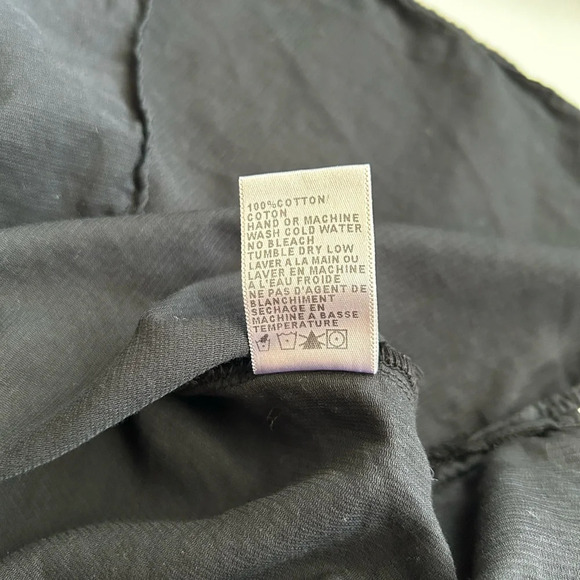 100%COTTON/
COTON
HAND OR MACHINE
WASH COLD WATER
NO BLEACH
TUMBLE DRY LOW
LAVER A LA MAIN OU
LAVER EN MACHINE
A L'EAU FROIDE
NE PAS D'AGENT DE
BLANCHIMENT
SECHAGE EN
MACHINE A BASSE
TEMPERATURE